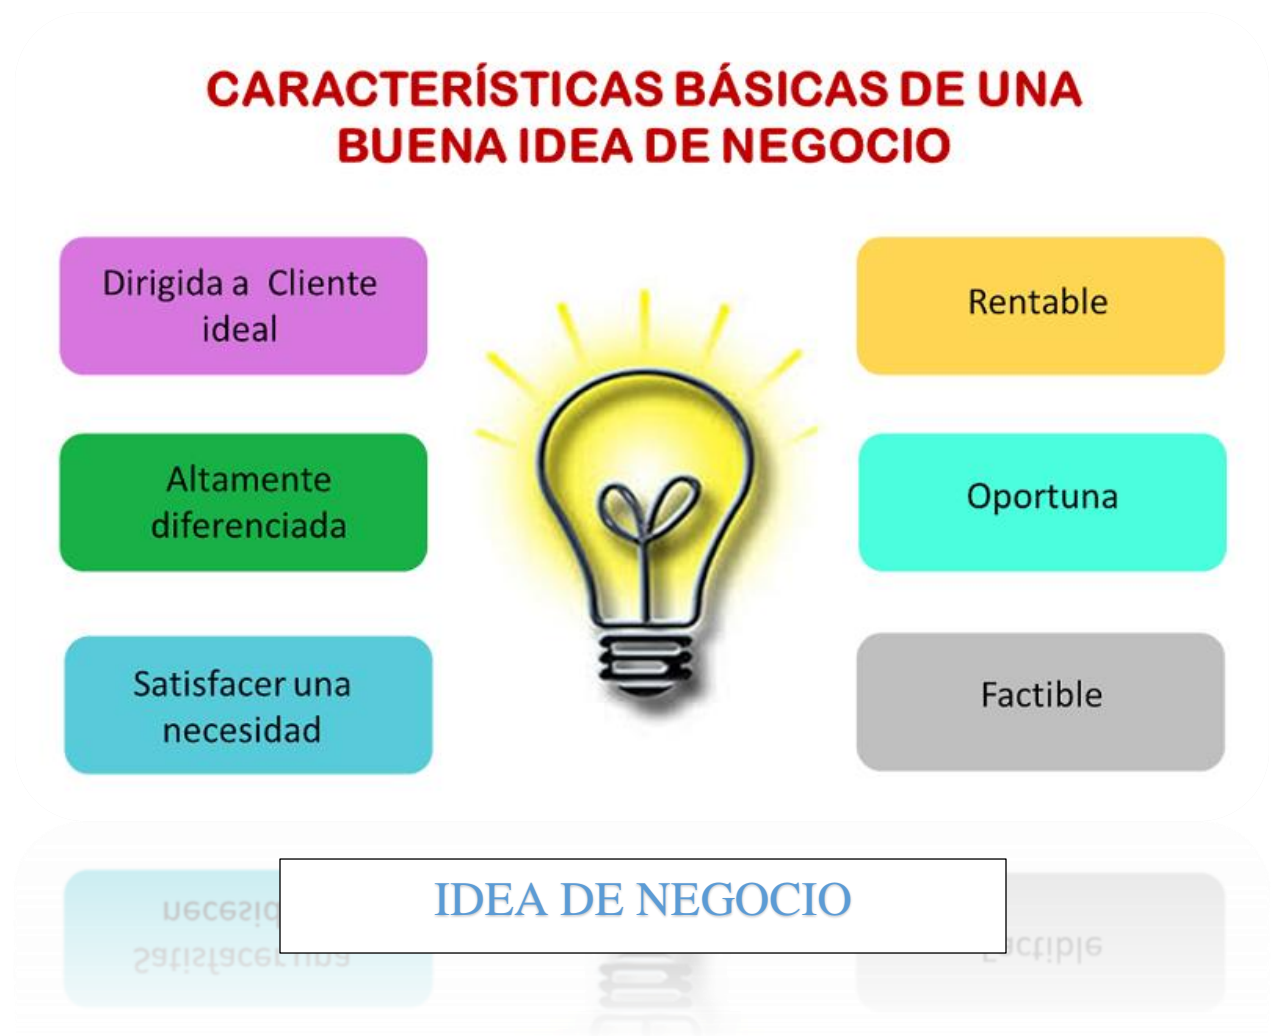 CARACTERÍSTICAS BÁSICAS DE UNA
BUENA IDEA DE NEGOCIO
Dirigida a Cliente
ideal
Rentable
Altamente
diferenciada
Oportuna
Satisfacer una
necesidad
Factible
IDEA DE NEGOCIO